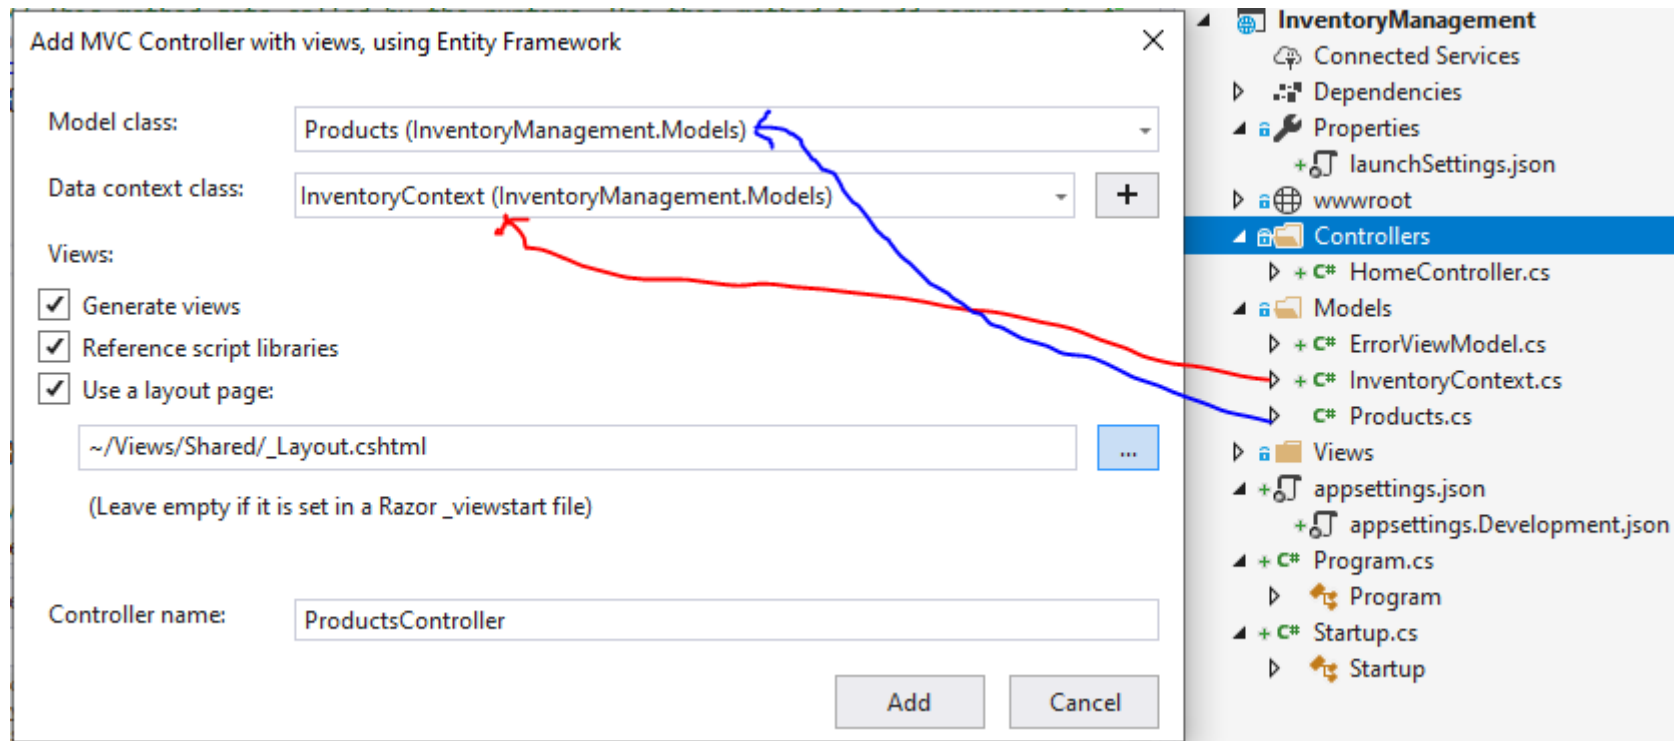 Add MVC Controller with views, using Entity Framework
Model class:
Products (InventoryManagement.Models)
Data context class:
InventoryContext (InventoryManagement.Models)
+
Views:
Generate views
Reference script libraries
Use a layout page:
~/Views/Shared/_Layout.cshtml
...
(Leave empty if it is set in a Razor _viewstart file)
Controller name:
ProductsController
Add
Cancel
InventoryManagement
Connected Services
Dependencies
Properties
+ launchSettings.json
wwwroot
Controllers
+ C# HomeController.cs
Models
+ C# ErrorViewModel.cs
+ C# InventoryContext.cs
C# Products.cs
Views
+ appsettings.json
+ appsettings.Development.json
+ C# Program.cs
Program
+ C# Startup.cs
Startup